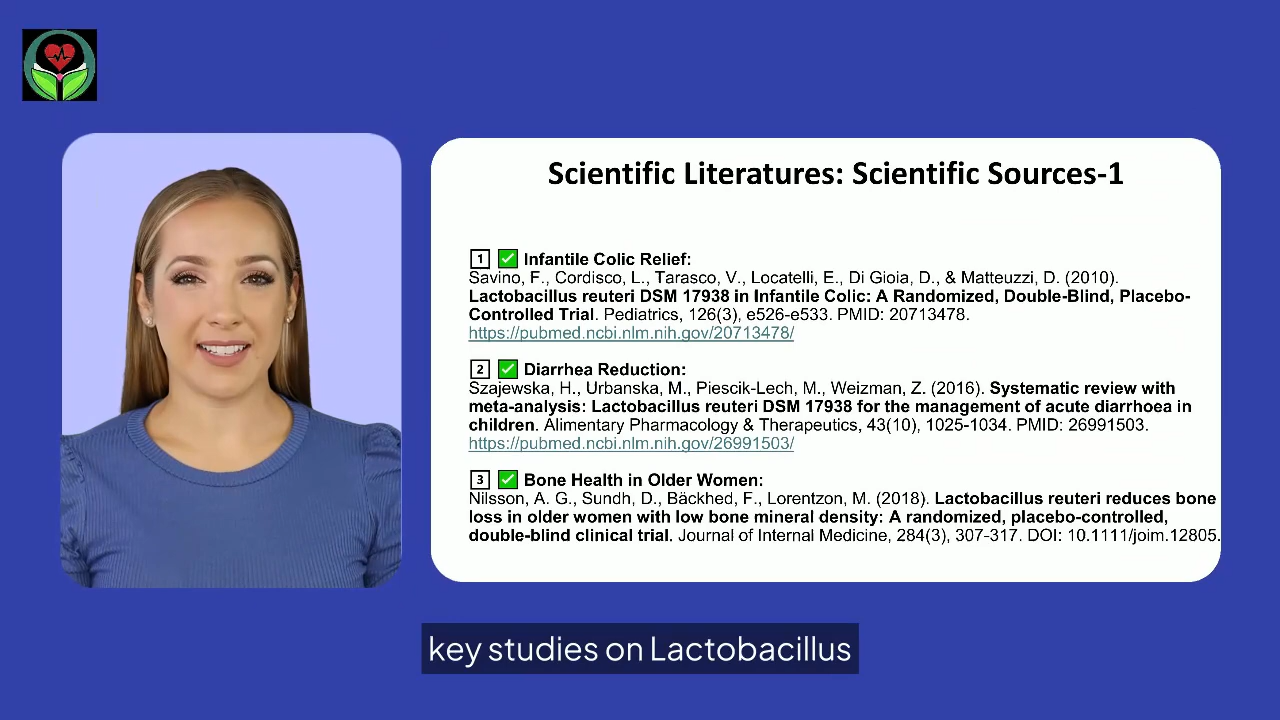 Scientific Literatures: Scientific Sources-1
1 ✅ Infantile Colic Relief:
Savino, F., Cordisco, L., Tarasco, V., Locatelli, E., Di Gioia, D., & Matteuzzi, D. (2010).
Lactobacillus reuteri DSM 17938 in Infantile Colic: A Randomized, Double-Blind, Placebo-
Controlled Trial. Pediatrics, 126(3), e526-e533. PMID: 20713478.
https://pubmed.ncbi.nlm.nih.gov/20713478/
2 ✅ Diarrhea Reduction:
Szajewska, H., Urbanska, M., Piescik-Lech, M., Weizman, Z. (2016). Systematic review with
meta-analysis: Lactobacillus reuteri DSM 17938 for the management of acute diarrhoea in
children. Alimentary Pharmacology & Therapeutics, 43(10), 1025-1034. PMID: 26991503.
https://pubmed.ncbi.nlm.nih.gov/26991503/
3 ✅ Bone Health in Older Women:
Nilsson, A. G., Sundh, D., Bäckhed, F., Lorentzon, M. (2018). Lactobacillus reuteri reduces bone
loss in older women with low bone mineral density: A randomized, placebo-controlled,
double-blind clinical trial. Journal of Internal Medicine, 284(3), 307-317. DOI: 10.1111/joim.12805.
key studies on Lactobacillus